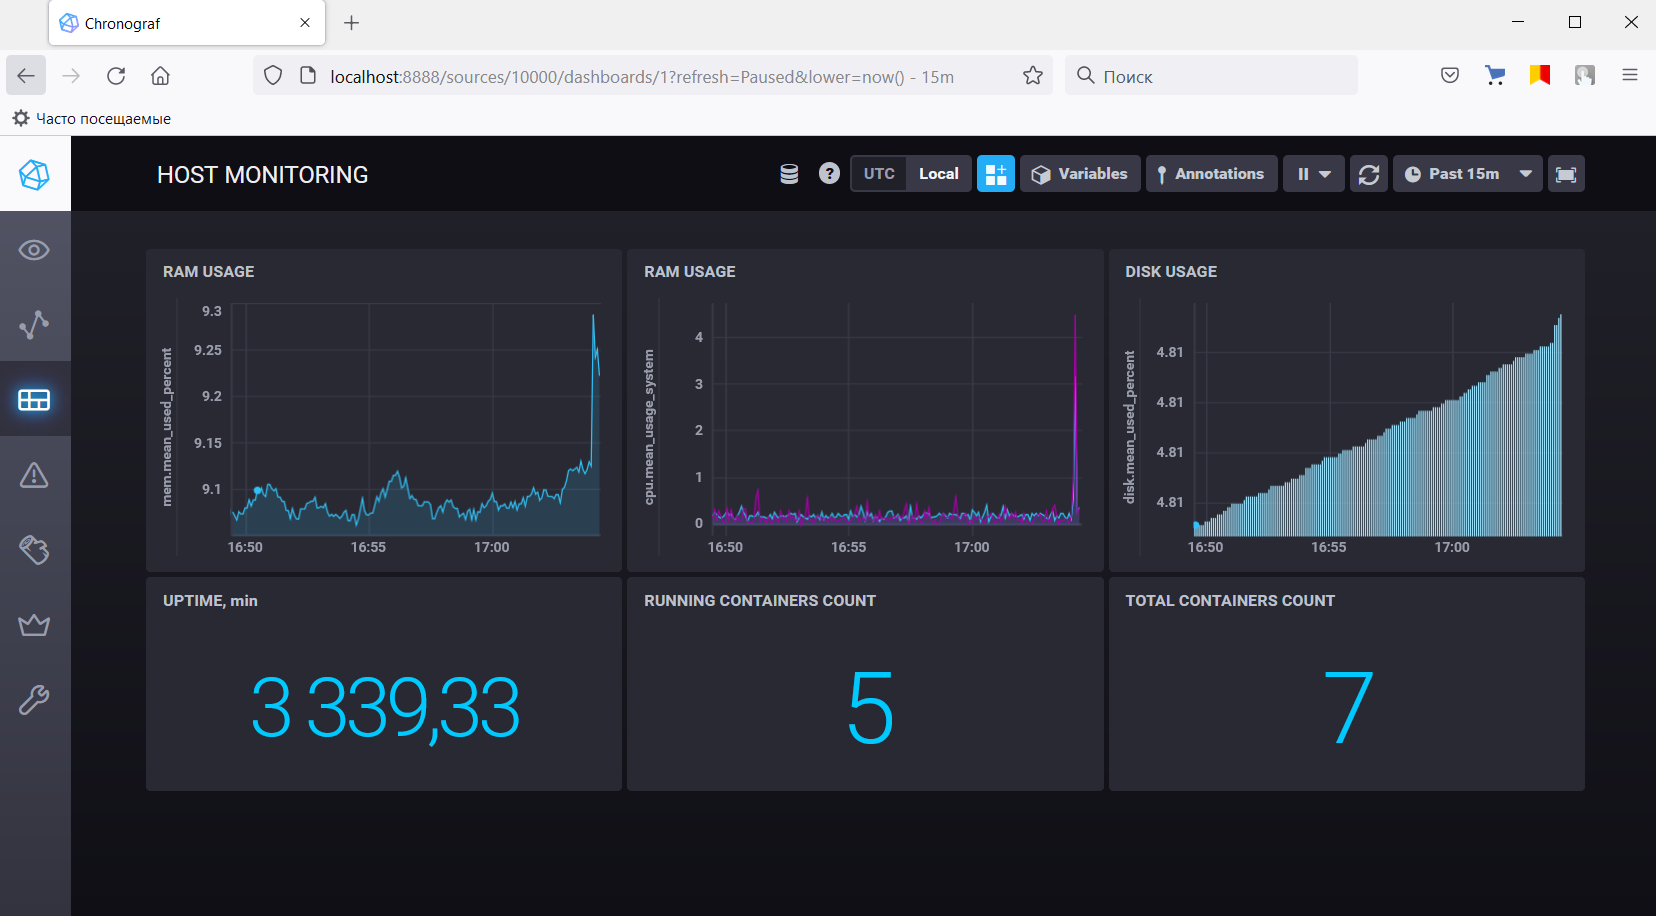 Chronograf
localhost:8888/sources/10000/dashboards/1?refresh=Paused&lower=now() - 15m
Поиск
Часто посещаемые
HOST MONITORING
?
UTC
Local
Variables
Annotations
Past 15m
RAM USAGE
mem.mean_used_percent
9.3
9.25
9.2
9.15
9.1
16:50
16:55
17:00
RAM USAGE
cpu.mean_usage_system
4
3
2
1
0
16:50
16:55
17:00
DISK USAGE
disk.mean_used_percent
4.81
4.81
4.81
4.81
16:50
16:55
17:00
UPTIME, min
3 339,33
RUNNING CONTAINERS COUNT
5
TOTAL CONTAINERS COUNT
7